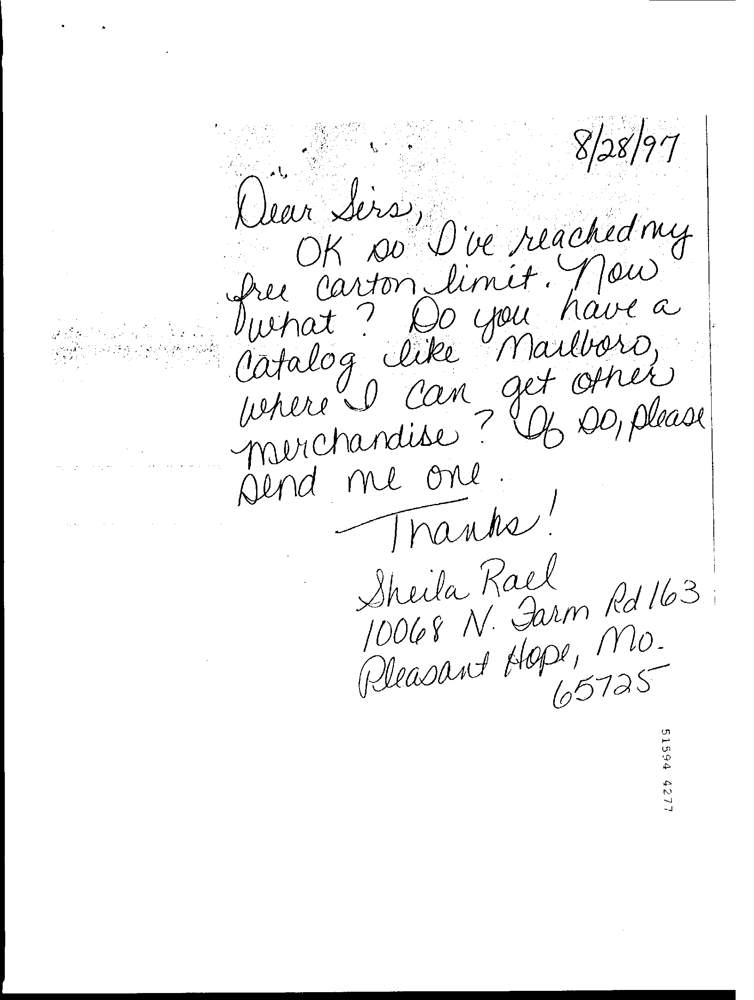 8/28/97
Dear Sirs,
OK so I've reached my
free carton limit. Now
what? Do you have a
catalog like Marlboro,
where I can get other
merchandise? If so, please
send me one.
Thanks!
Sheila Rael
10068 N. Farm Rd 163
Pleasant Hope, Mo.
65725
51594 4277